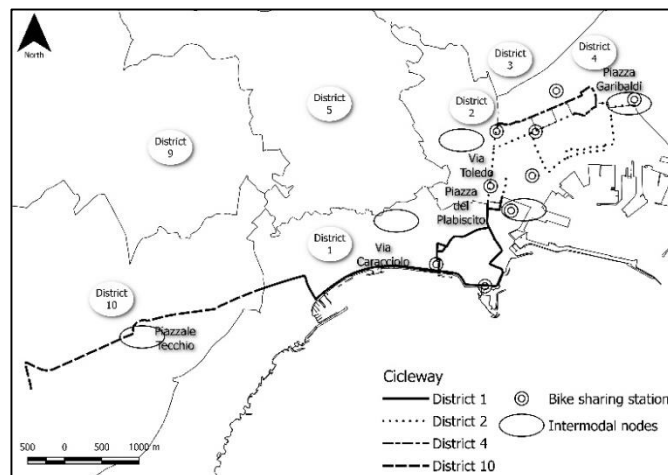 North
District
3
District
4
Piazza
Garibaldi
District
2
District
5
District
9
Via
Toledo
Piazza
del
Plabiscito
District
1
Via
Caracciolo
District
10
Piazzale
Tecchio
Cicleway
District 1
District 2
District 4
District 10
Bike sharing station
Intermodal nodes
500 0 500 1000 m